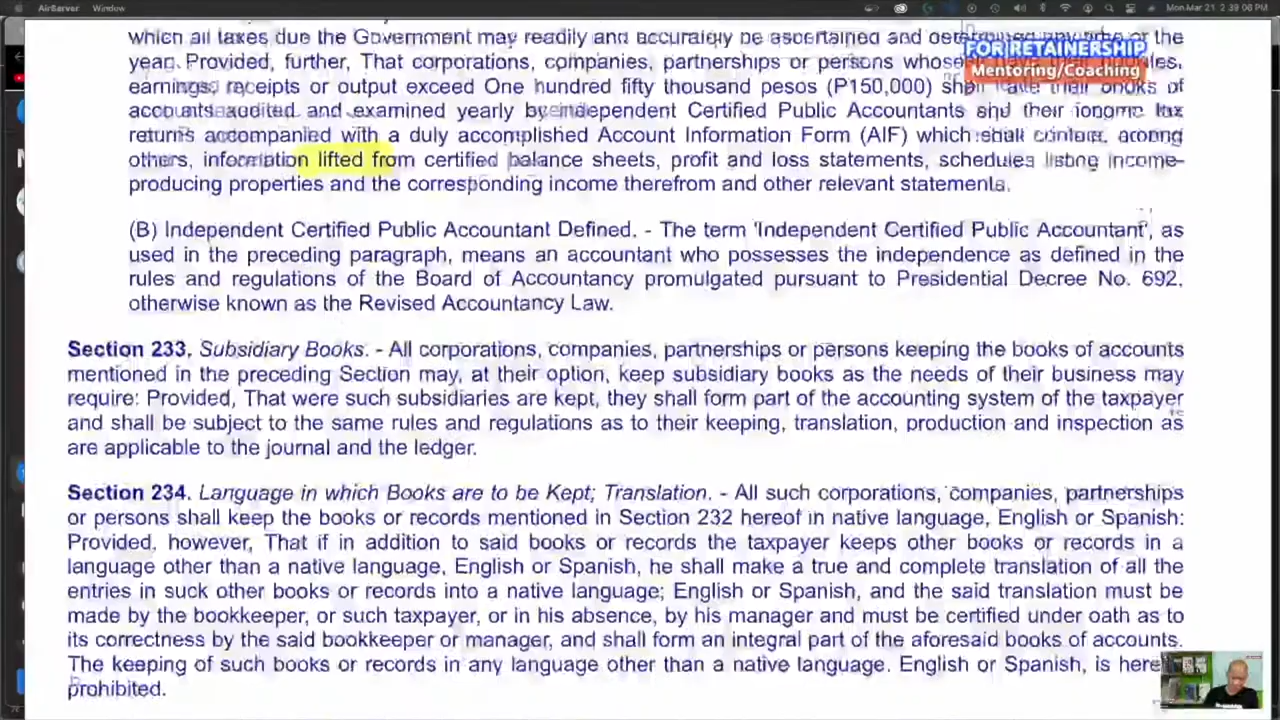 AirServer Window Mon Mar 21 2:39:06 PM
which all taxes due the Government may readily and accurately be ascertained and any time or the
FOR RETAINERSHIP
year. Provided, further, That corporations, companies, partnerships or persons whose
Mentoring/Coaching
earnings, receipts or output exceed One hundred fifty thousand pesos (P150,000) shall have their books of
accounts audited and examined yearly by independent Certified Public Accountants and their income tax
returns accompanied with a duly accomplished Account Information Form (AIF) which shall contain, among
others, information lifted from certified balance sheets, profit and loss statements, schedules listing income-
producing properties and the corresponding income therefrom and other relevant statements.
(B) Independent Certified Public Accountant Defined. - The term 'Independent Certified Public Accountant', as
used in the preceding paragraph, means an accountant who possesses the independence as defined in the
rules and regulations of the Board of Accountancy promulgated pursuant to Presidential Decree No. 692,
otherwise known as the Revised Accountancy Law.
Section 233. Subsidiary Books. - All corporations, companies, partnerships or persons keeping the books of accounts
mentioned in the preceding Section may, at their option, keep subsidiary books as the needs of their business may
require: Provided, That were such subsidiaries are kept, they shall form part of the accounting system of the taxpayer
and shall be subject to the same rules and regulations as to their keeping, translation, production and inspection as
are applicable to the journal and the ledger.
Section 234. Language in which Books are to be Kept; Translation. - All such corporations, companies, partnerships
or persons shall keep the books or records mentioned in Section 232 hereof in native language, English or Spanish:
Provided, however, That if in addition to said books or records the taxpayer keeps other books or records in a
language other than a native language, English or Spanish, he shall make a true and complete translation of all the
entries in suck other books or records into a native language; English or Spanish, and the said translation must be
made by the bookkeeper, or such taxpayer, or in his absence, by his manager and must be certified under oath as to
its correctness by the said bookkeeper or manager, and shall form an integral part of the aforesaid books of accounts.
The keeping of such books or records in any language other than a native language. English or Spanish, is here
prohibited.